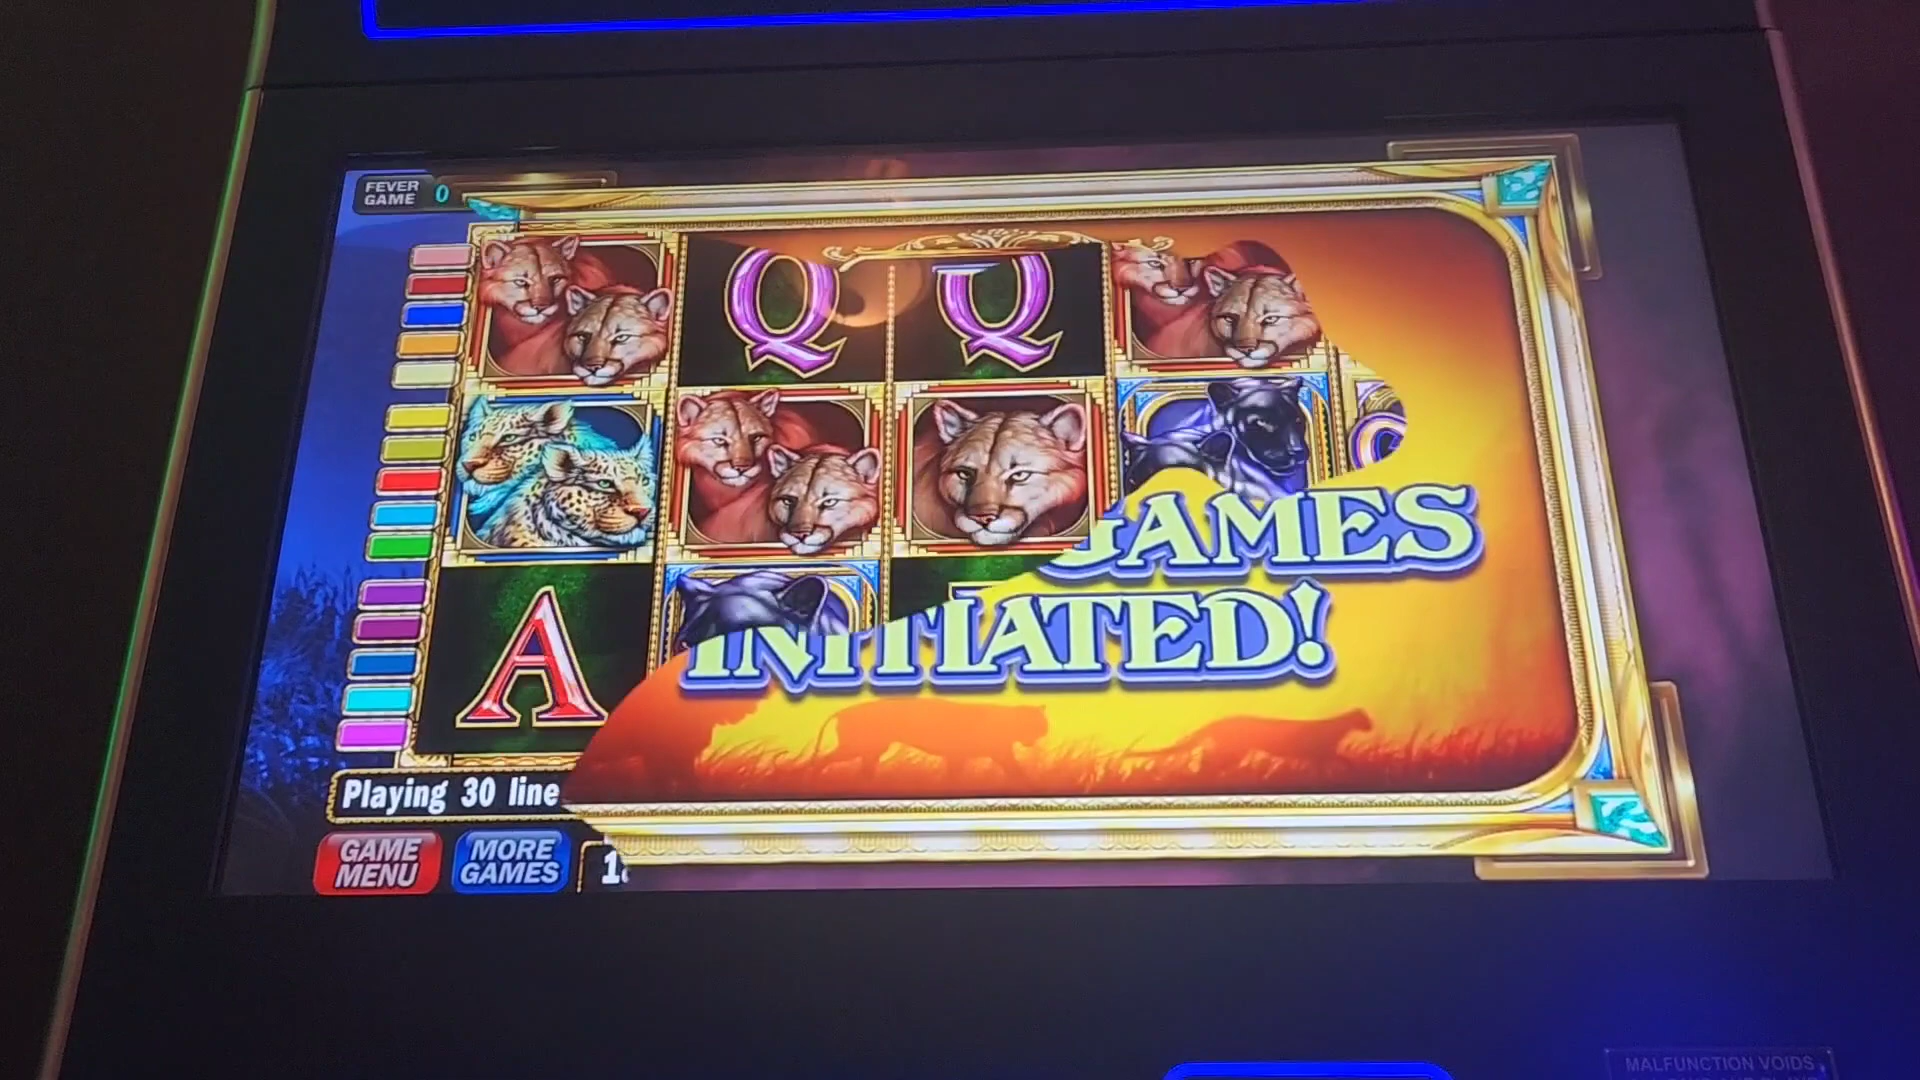 FEVER
GAME 0
Q Q
GAMES
INITIATED!
A
Playing 30 line
GAME
MENU
MORE
GAMES
MALFUNCTION VOIDS